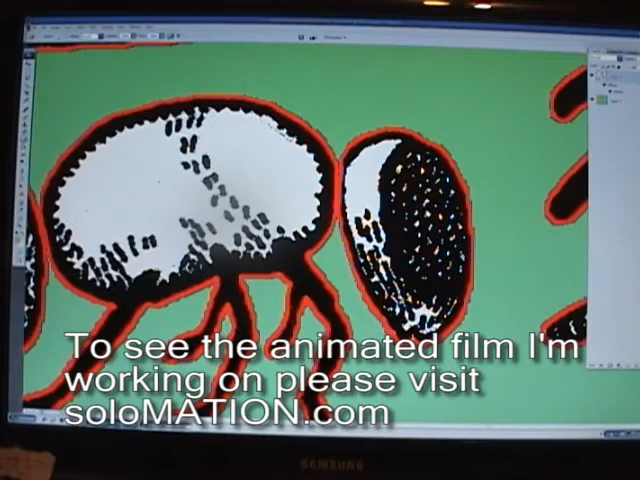 To see the animated film I'm
working on please visit
soloMATION.com
SAMSUNG